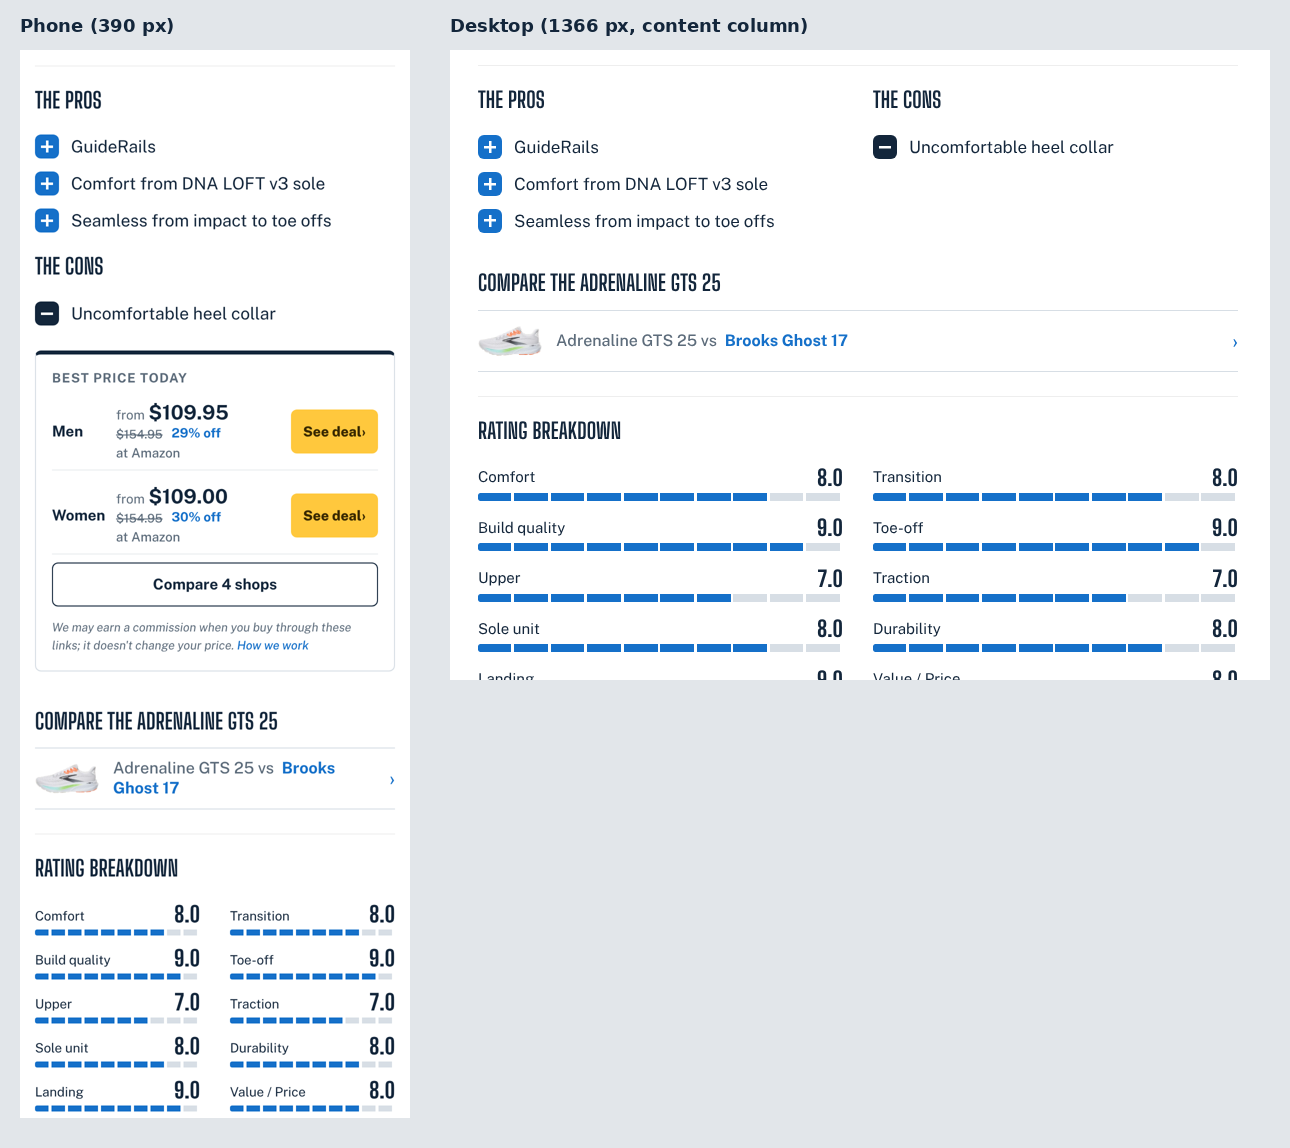 Phone (390 px)
THE PROS
GuideRails
Comfort from DNA LOFT v3 sole
Seamless from impact to toe offs
THE CONS
Uncomfortable heel collar
BEST PRICE TODAY
Men
from $109.95
$154.95 29% off
at Amazon
See deal›
Women
from $109.00
$154.95 30% off
at Amazon
See deal›
Compare 4 shops
We may earn a commission when you buy through these
links; it doesn't change your price. How we work
COMPARE THE ADRENALINE GTS 25
Adrenaline GTS 25 vs Brooks
Ghost 17
›
RATING BREAKDOWN
Comfort 8.0 Transition 8.0
Build quality 9.0 Toe-off 9.0
Upper 7.0 Traction 7.0
Sole unit 8.0 Durability 8.0
Landing 9.0 Value / Price 8.0
Desktop (1366 px, content column)
THE PROS
GuideRails
Comfort from DNA LOFT v3 sole
Seamless from impact to toe offs
THE CONS
Uncomfortable heel collar
COMPARE THE ADRENALINE GTS 25
Adrenaline GTS 25 vs Brooks Ghost 17 ›
RATING BREAKDOWN
Comfort 8.0 Transition 8.0
Build quality 9.0 Toe-off 9.0
Upper 7.0 Traction 7.0
Sole unit 8.0 Durability 8.0
Landing 9.0 Value / Price 8.0